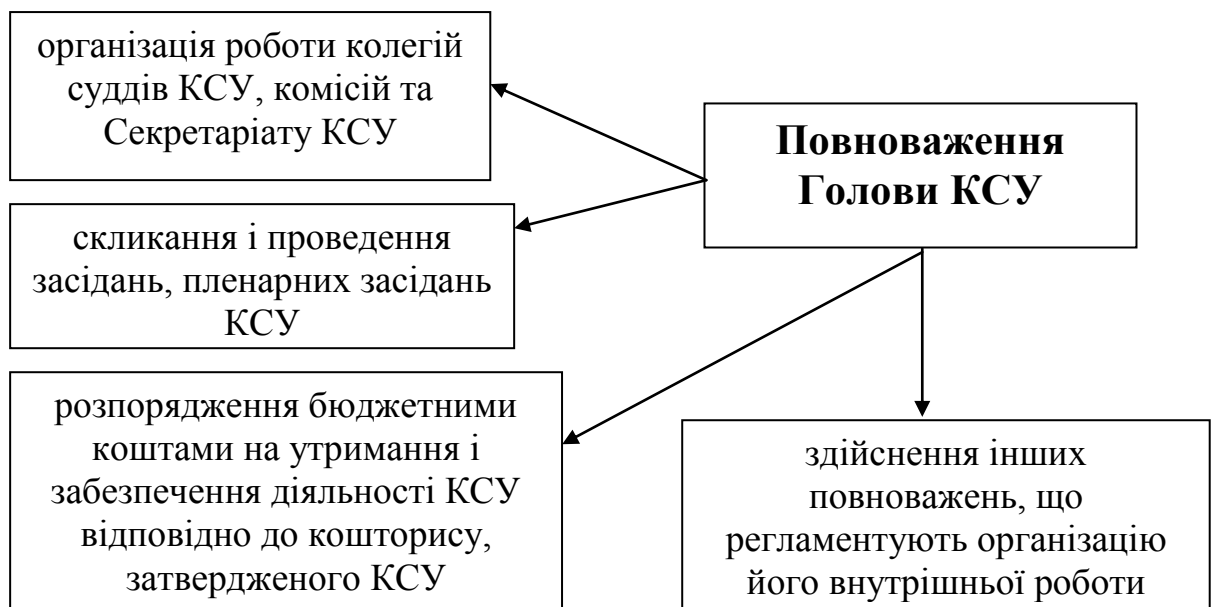 організація роботи колегій
суддів КСУ, комісій та
Секретаріату КСУ
Повноваження
Голови КСУ
скликання і проведення
засідань, пленарних засідань
КСУ
розпорядження бюджетними
коштами на утримання і
забезпечення діяльності КСУ
відповідно до кошторису,
затвердженого КСУ
здійснення інших
повноважень, що
регламентують організацію
його внутрішньої роботи